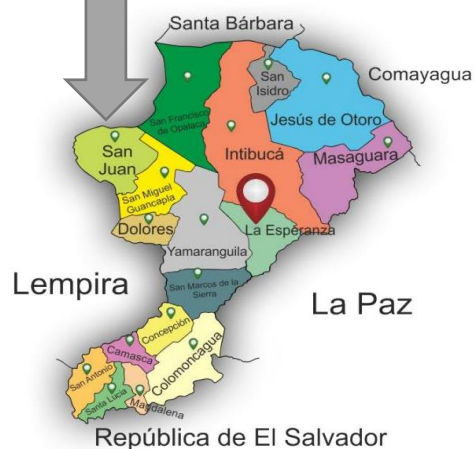 Santa Bárbara
Comayagua
San
Isidro
San Francisco
de Opalaca
Jesús de Otoro
San
Juan
Intibucá
Masaguara
San Miguel
Guancapla
Dolores
La Esperanza
Yamaranguila
Lempira
San Marcos de la
Sierra
La Paz
Concepción
Camasca
Colomoncagua
San Antonio
Santa Lucía
Magdalena
República de El Salvador